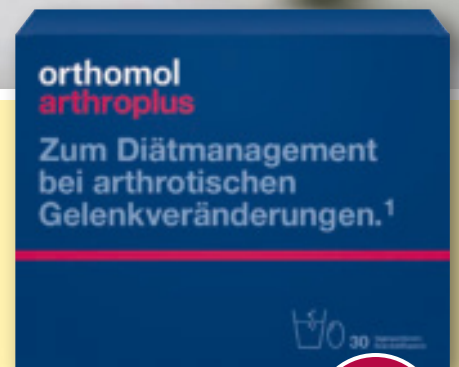 orthomol
arthroplus
Zum Diätmanagement
bei arthrotischen
Gelenkveränderungen.¹
30